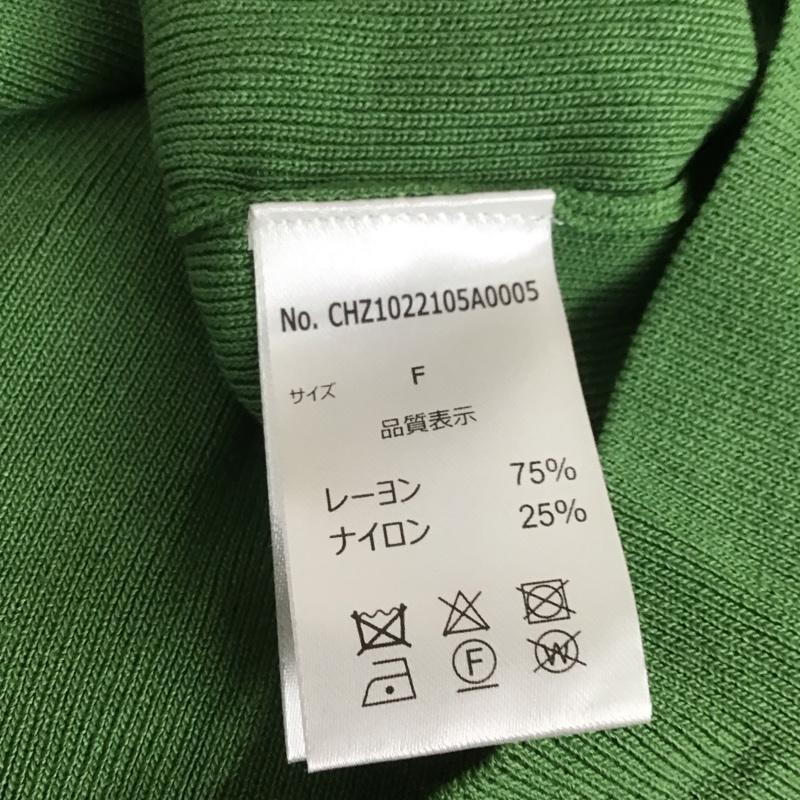 No. CHZ1022105A0005
サイズ F
品質表示
レーヨン 75%
ナイロン 25%
F W